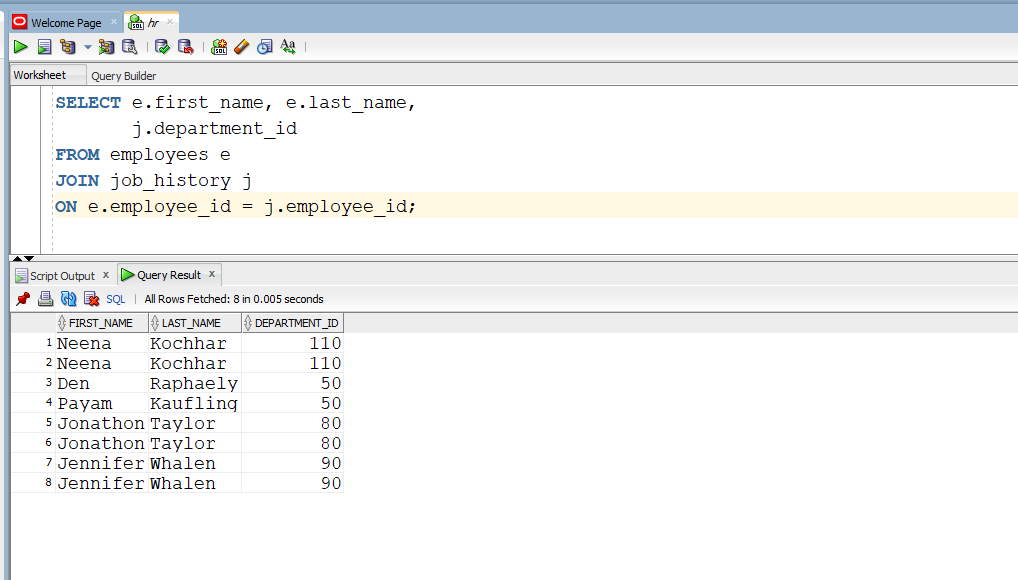 Welcome Page × hr ×
Worksheet Query Builder
SELECT e.first_name, e.last_name,
j.department_id
FROM employees e
JOIN job_history j
ON e.employee_id = j.employee_id;
Script Output × Query Result ×
SQL | All Rows Fetched: 8 in 0.005 seconds
FIRST_NAME LAST_NAME DEPARTMENT_ID
1 Neena Kochhar 110
2 Neena Kochhar 110
3 Den Raphaely 50
4 Payam Kaufling 50
5 Jonathon Taylor 80
6 Jonathon Taylor 80
7 Jennifer Whalen 90
8 Jennifer Whalen 90